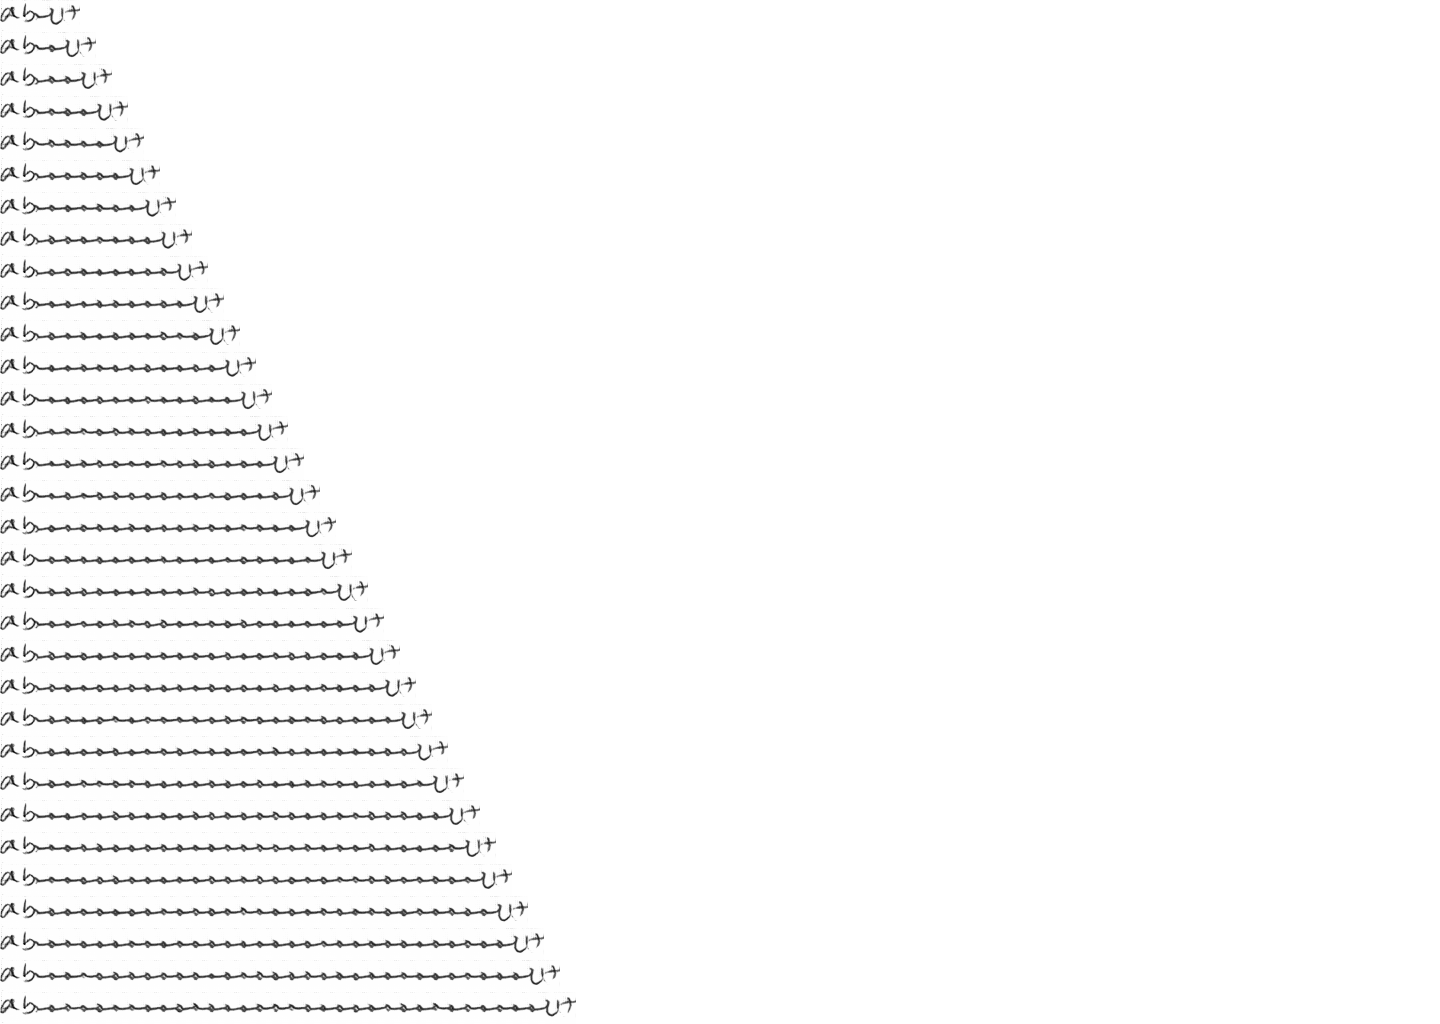 abut
about
aboout
abooout
aboooout
abooooout
aboooooout
abooooooout
aboooooooout
abooooooooout
aboooooooooout
abooooooooooout
aboooooooooooout
abooooooooooooout
aboooooooooooooout
abooooooooooooooout
aboooooooooooooooout
abooooooooooooooooout
aboooooooooooooooooout
abooooooooooooooooooout
aboooooooooooooooooooout
abooooooooooooooooooooout
aboooooooooooooooooooooout
abooooooooooooooooooooooout
aboooooooooooooooooooooooout
abooooooooooooooooooooooooout
aboooooooooooooooooooooooooout
abooooooooooooooooooooooooooout
aboooooooooooooooooooooooooooout
abooooooooooooooooooooooooooooout
aboooooooooooooooooooooooooooooout
abooooooooooooooooooooooooooooooout